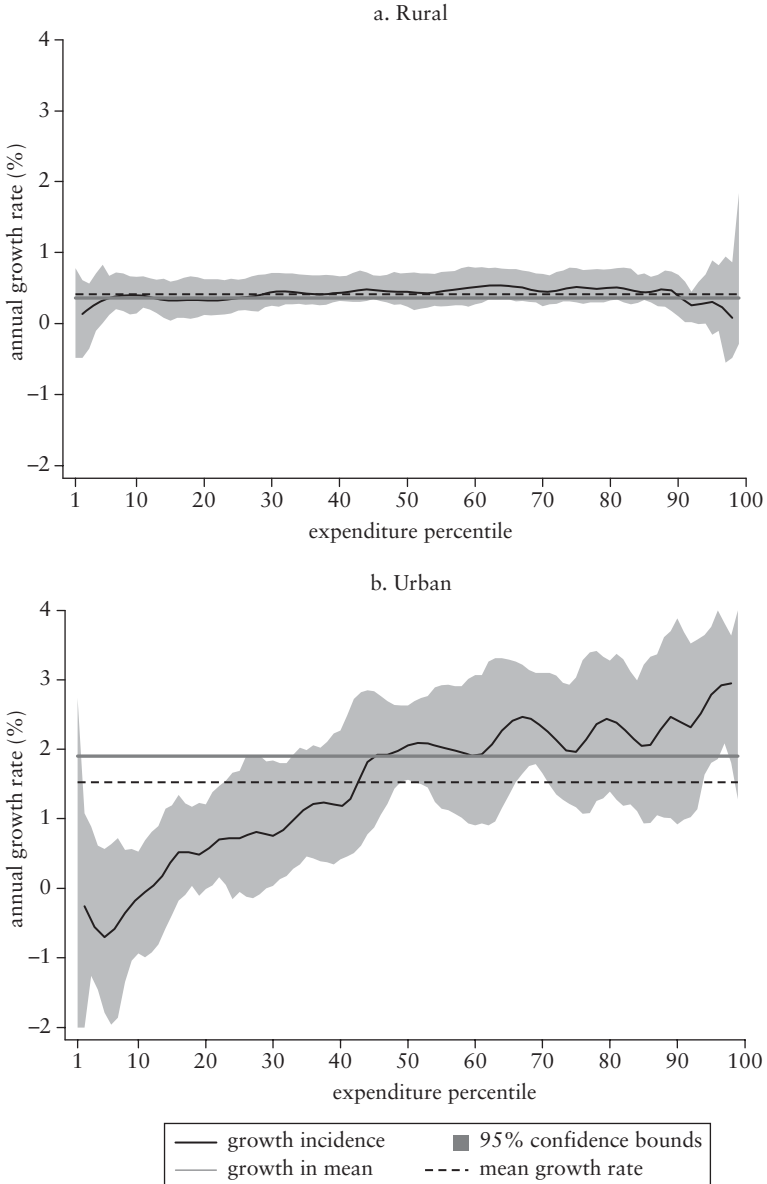 a. Rural
4
3
2
1
0
–1
–2
annual growth rate (%)
1 10 20 30 40 50 60 70 80 90 100
expenditure percentile
b. Urban
4
3
2
1
0
–1
–2
annual growth rate (%)
1 10 20 30 40 50 60 70 80 90 100
expenditure percentile
growth incidence 95% confidence bounds
growth in mean mean growth rate